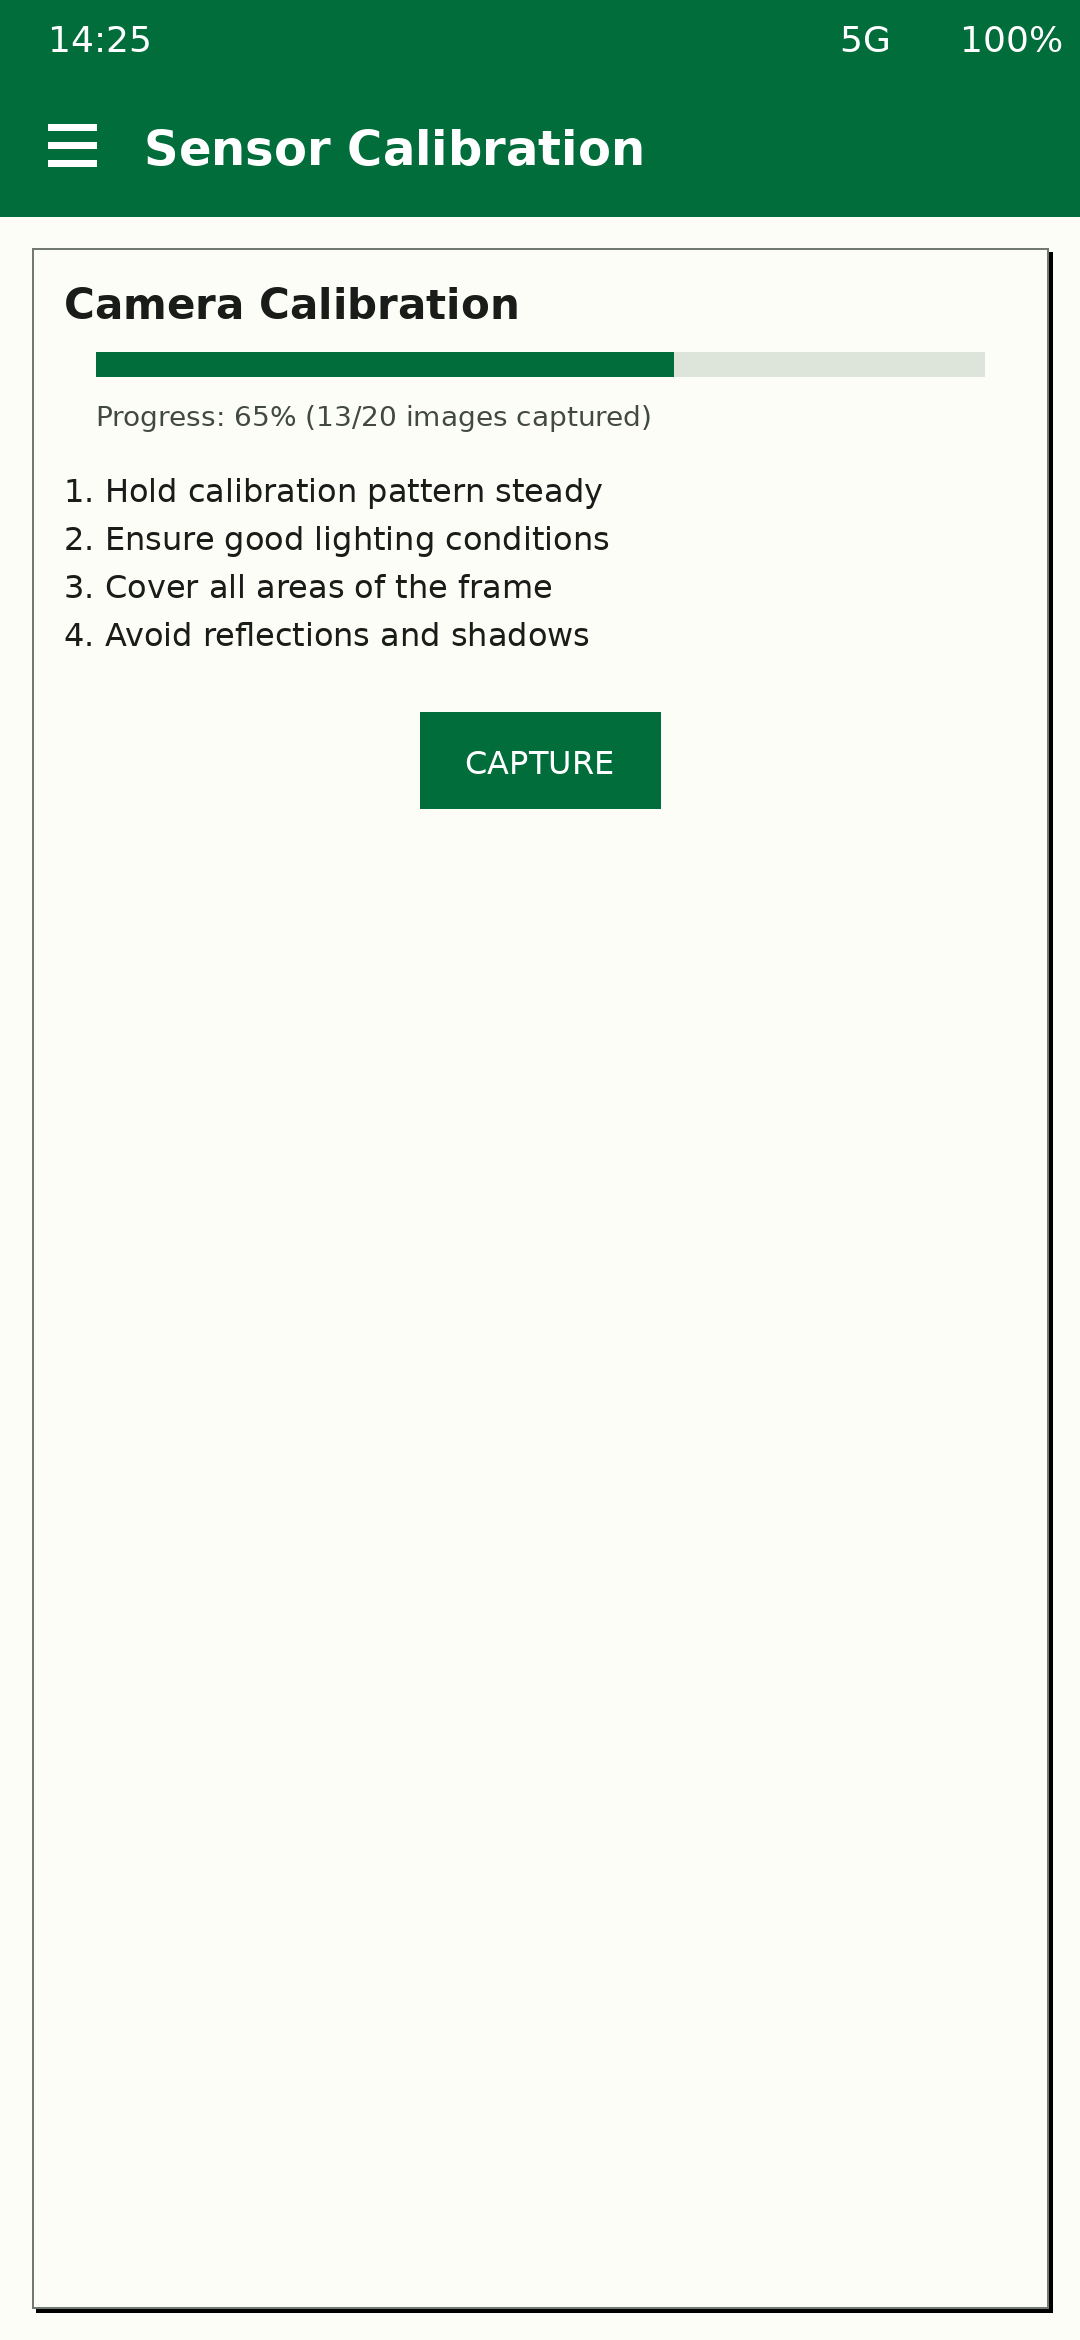 14:25 5G 100%
Sensor Calibration
Camera Calibration
Progress: 65% (13/20 images captured)
1. Hold calibration pattern steady
2. Ensure good lighting conditions
3. Cover all areas of the frame
4. Avoid reflections and shadows
CAPTURE